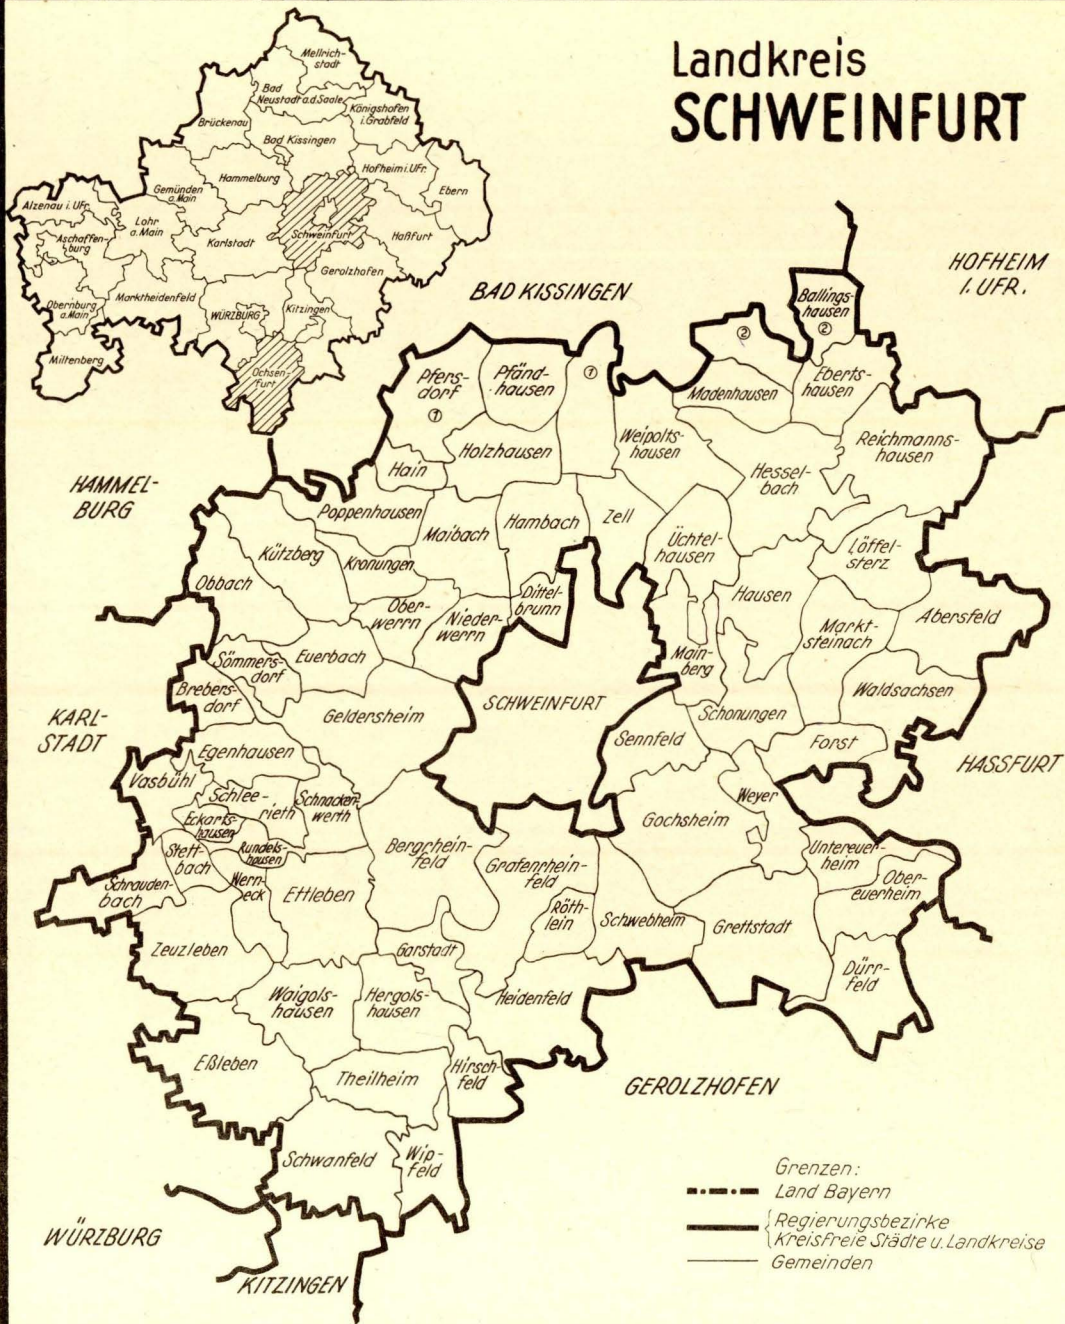 Landkreis
SCHWEINFURT
Mellrich-
stadt
Bad
Neustadt a.d.Saale
Königshofen
i.Grabfeld
Brückenau
Bad Kissingen
Hammelburg
Hofheim i.UFr.
Ebern
Gemünden
a.Main
Alzenau i.UFr.
Lohr
a.Main
Aschaffen-
burg
Karlstadt
Schweinfurt
Haßfurt
Gerolzhofen
Obernburg
a.Main
Marktheidenfeld
WÜRZBURG
Kitzingen
Miltenberg
Ochsen-
furt
BAD KISSINGEN
HOFHEIM
I. UFR.
HAMMEL-
BURG
KARL-
STADT
HASSFURT
GEROLZHOFEN
WÜRZBURG
KITZINGEN
Ballings-
hausen
②
②
Pfers-
dorf
①
Pfänd-
hausen
①
Madenhausen
Eberts-
hausen
Weipolts-
hausen
Reichmanns-
hausen
Holzhausen
Hain
Hessel-
bach
Poppenhausen
Maibach
Hambach
Zell
Üchtel-
hausen
Löffel-
sterz
Kützberg
Kronungen
Obbach
Ober-
werrn
Nieder-
werrn
Dittel-
brunn
Hausen
Abersfeld
Markt-
steinach
Main-
berg
Sömmers-
dorf
Euerbach
Brebers-
dorf
Waldsachsen
Geldersheim
SCHWEINFURT
Schonungen
Sennfeld
Forst
Egenhausen
Vasbühl
Schlee-
rieth
Schnacken-
werth
Weyer
Eckarts-
hausen
Gochsheim
Stett-
bach
Rundels-
hausen
Bergrhein-
feld
Grafenrhein-
feld
Untereuer-
heim
Ober-
euerheim
Schrauden-
bach
Wern-
eck
Ettleben
Röth-
lein
Schwebheim
Grettstadt
Zeuzleben
Garstadt
Dürr-
feld
Waigols-
hausen
Hergols-
hausen
Heidenfeld
Eßleben
Theilheim
Hirsch-
feld
Schwanfeld
Wip-
feld
Grenzen:
Land Bayern
Regierungsbezirke
Kreisfreie Städte u. Landkreise
Gemeinden